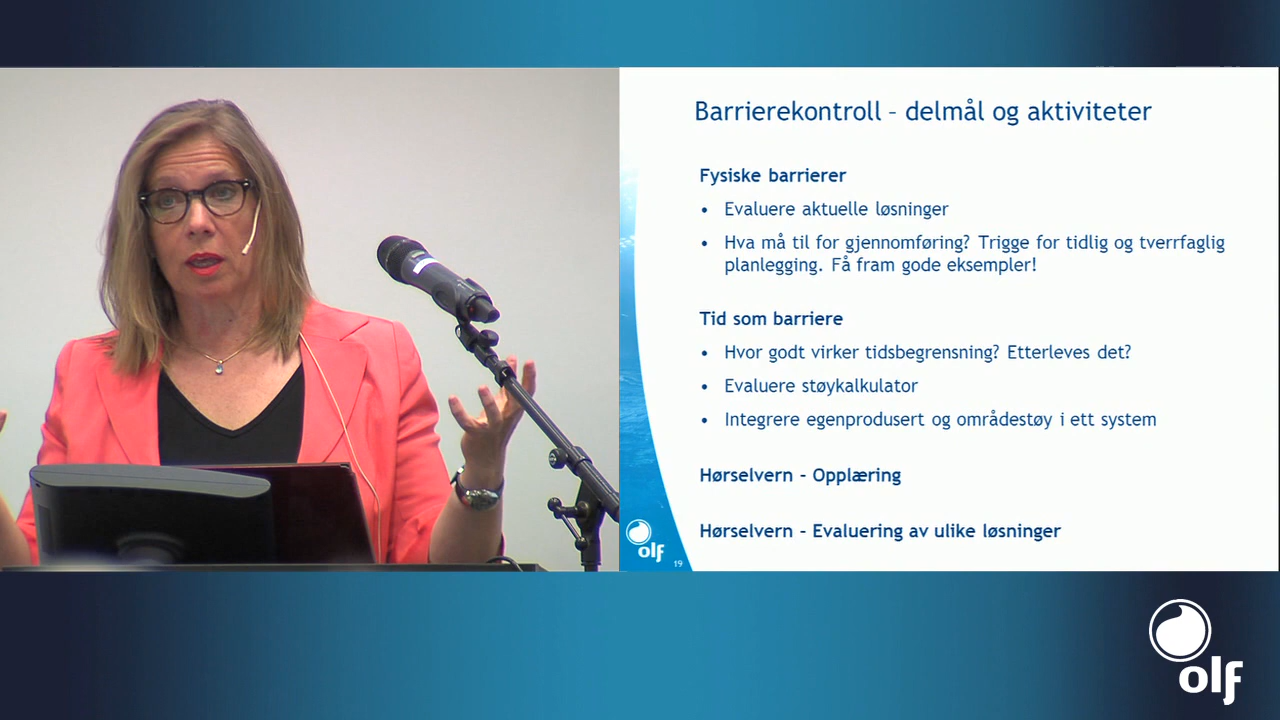 Barrierekontroll – delmål og aktiviteter
Fysiske barrierer
• Evaluere aktuelle løsninger
• Hva må til for gjennomføring? Trigge for tidlig og tverrfaglig
planlegging. Få fram gode eksempler!
Tid som barriere
• Hvor godt virker tidsbegrensning? Etterleves det?
• Evaluere støykalkulator
• Integrere egenprodusert og områdestøy i ett system
Hørselvern – Opplæring
Hørselvern – Evaluering av ulike løsninger
olf
19
olf